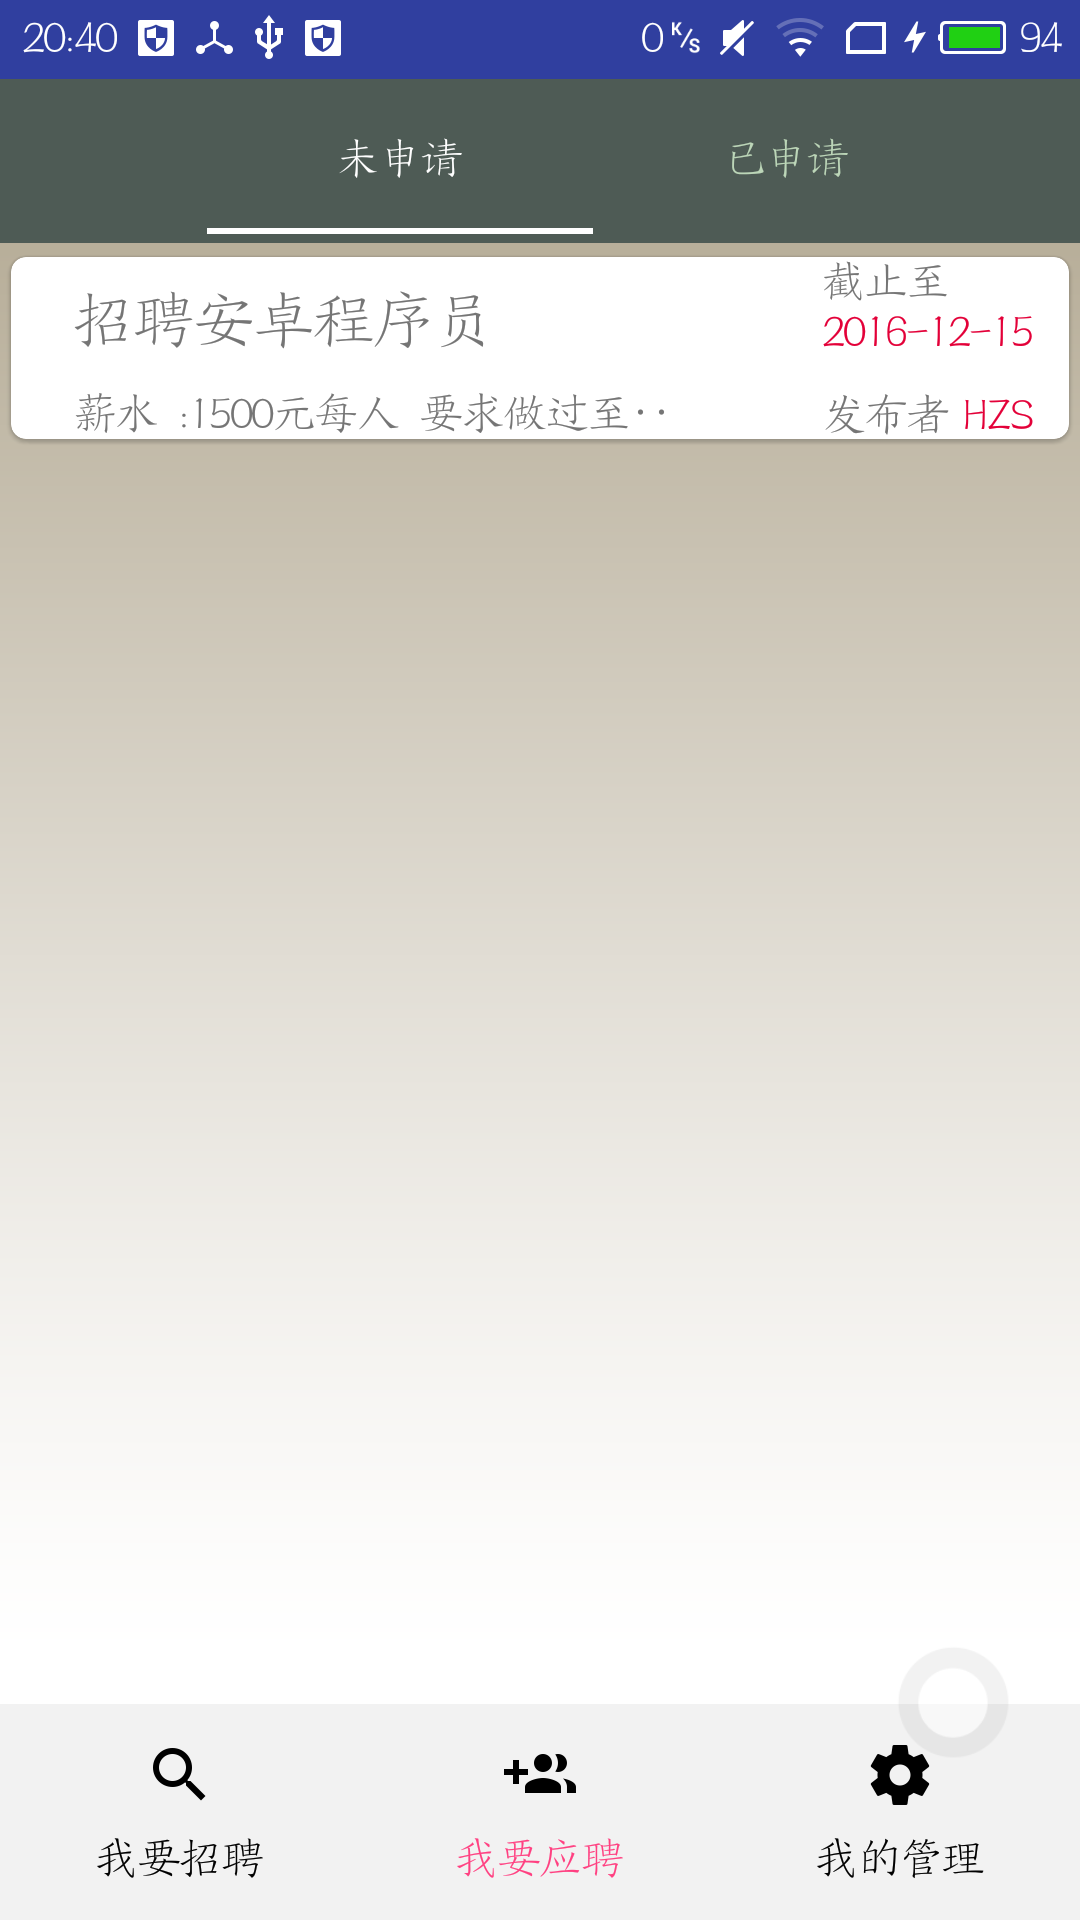 20:40 0 K/s 94
未申请 已申请
招聘安卓程序员
截止至
2016-12-15
薪水 :1500元每人 要求做过至··
发布者 HZS
我要招聘 我要应聘 我的管理